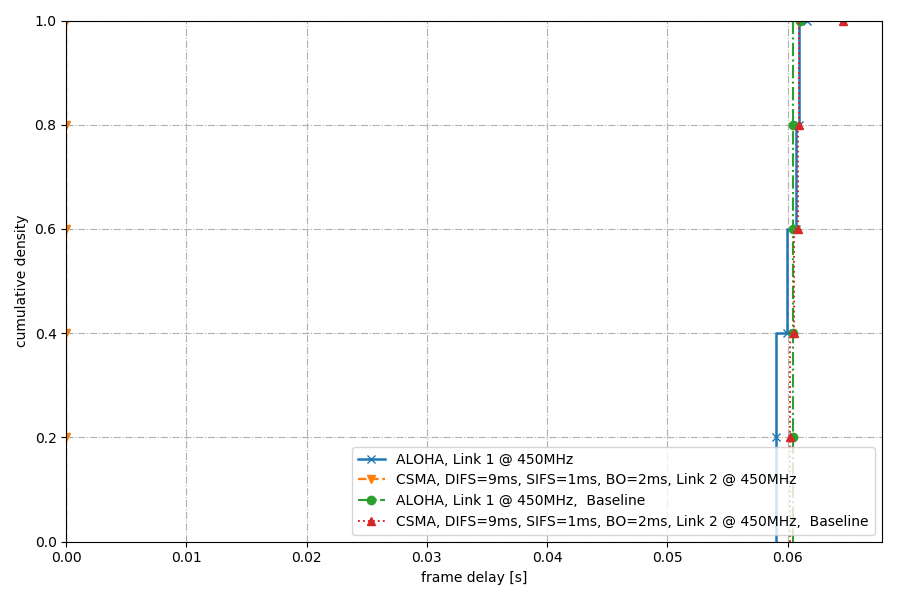 1.0
0.8
0.6
0.4
0.2
0.0
cumulative density
ALOHA, Link 1 @ 450MHz
CSMA, DIFS=9ms, SIFS=1ms, BO=2ms, Link 2 @ 450MHz
ALOHA, Link 1 @ 450MHz,  Baseline
CSMA, DIFS=9ms, SIFS=1ms, BO=2ms, Link 2 @ 450MHz,  Baseline
0.00 0.01 0.02 0.03 0.04 0.05 0.06
frame delay [s]